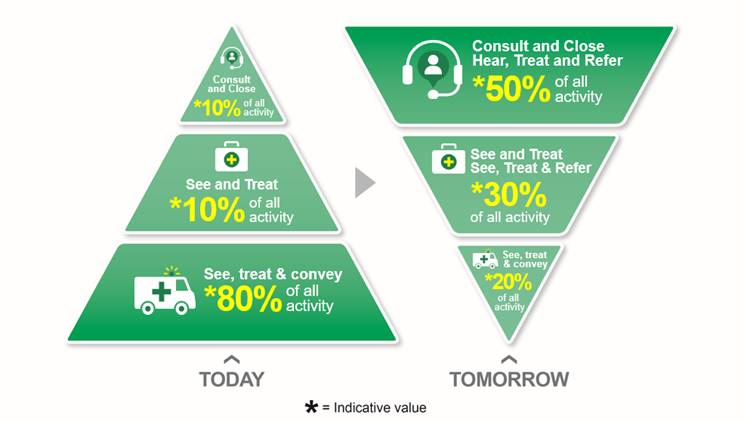 Consult
and Close
*10% of all
activity
See and Treat
*10% of all
activity
See, treat & convey
*80% of all
activity
TODAY
Consult and Close
Hear, Treat and Refer
*50% of all
activity
See and Treat
See, Treat & Refer
*30%
of all activity
See, treat
& convey
*20%
of all
activity
TOMORROW
* = Indicative value